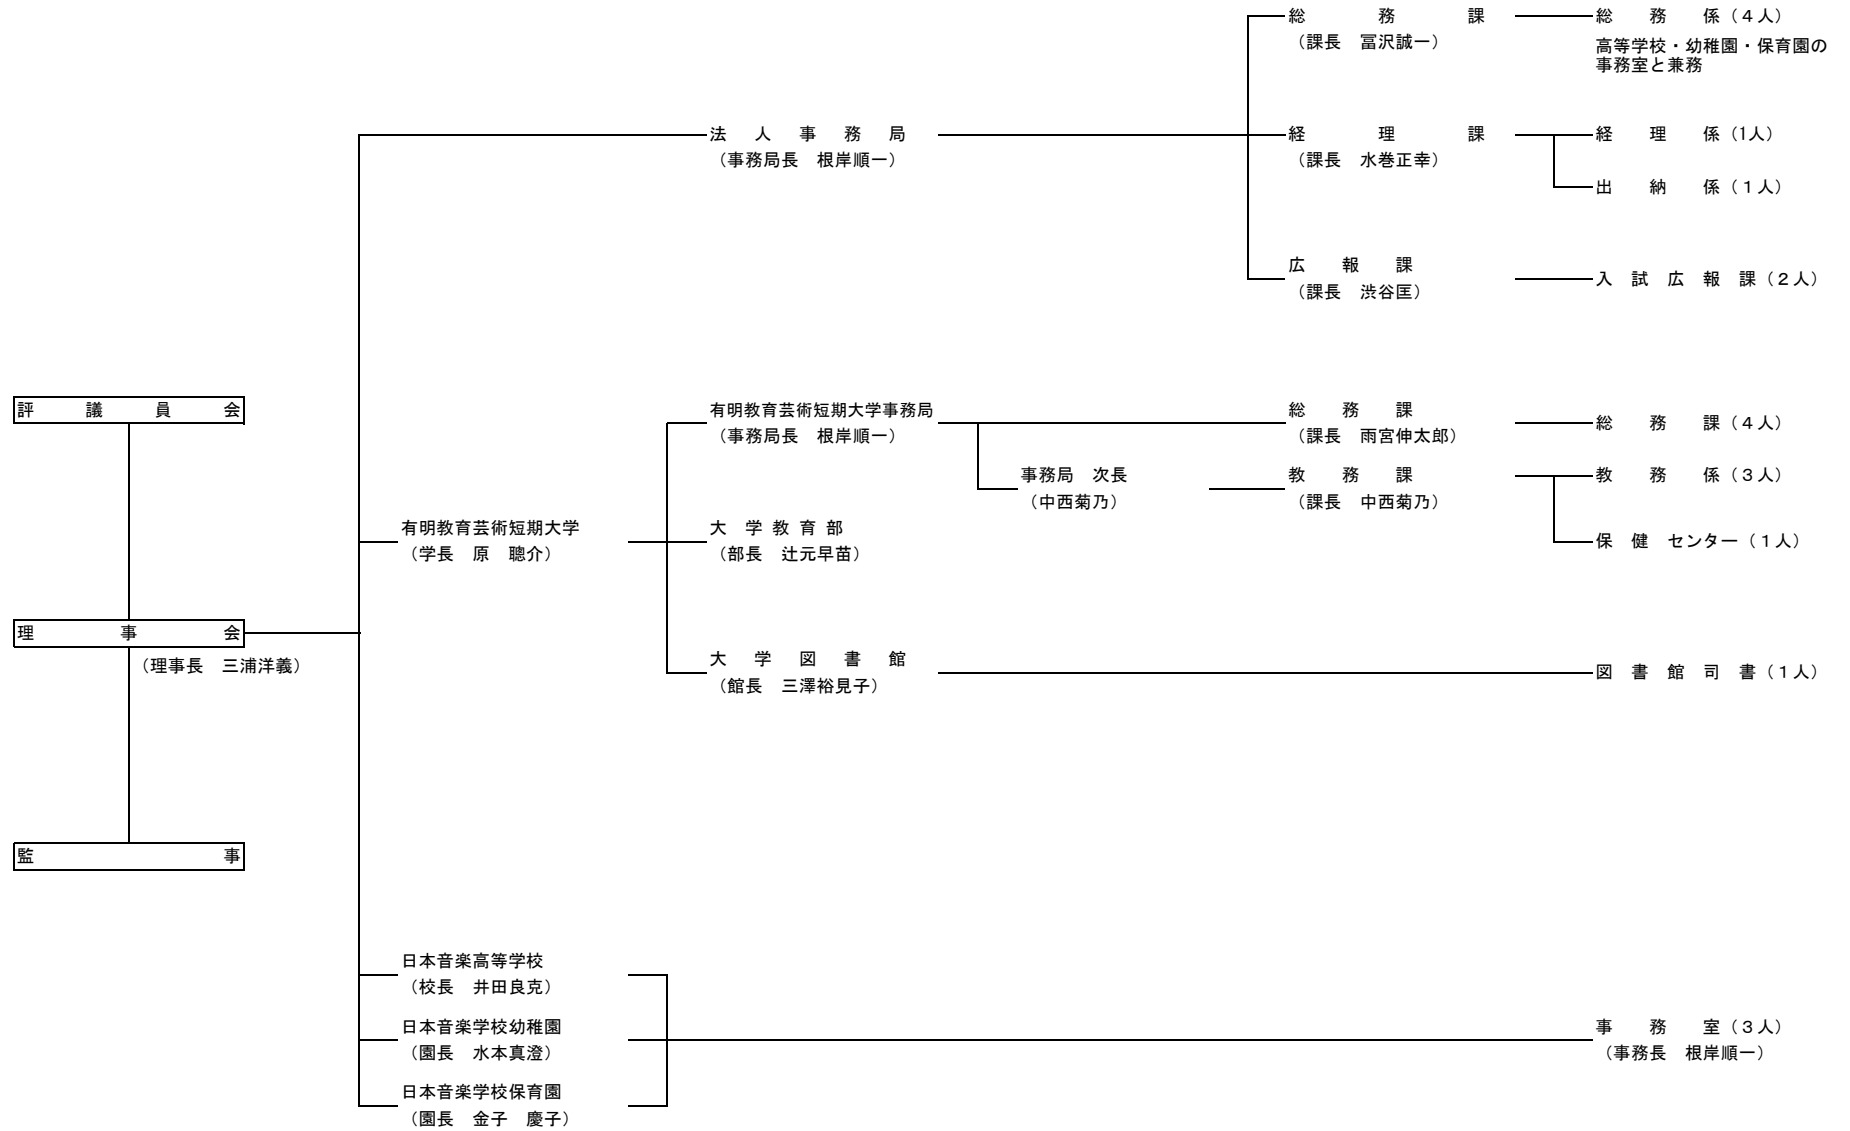 総務課
（課長　冨沢誠一）
総務係（４人）
高等学校・幼稚園・保育園の
事務室と兼務
法人事務局
（事務局長　根岸順一）
経理課
（課長　水巻正幸）
経理係（1人）
出納係（１人）
広報課
（課長　渋谷匡）
入試広報課（２人）
評議員会
有明教育芸術短期大学事務局
（事務局長　根岸順一）
総務課
（課長　雨宮伸太郎）
総務課（４人）
事務局　次長
（中西菊乃）
教務課
（課長　中西菊乃）
教務係（３人）
保健センター（１人）
有明教育芸術短期大学
（学長　原　聰介）
大学教育部
（部長　辻元早苗）
理事会
（理事長　三浦洋義）
大学図書館
（館長　三澤裕見子）
図書館司書（１人）
監事
日本音楽高等学校
（校長　井田良克）
日本音楽学校幼稚園
（園長　水本真澄）
日本音楽学校保育園
（園長　金子　慶子）
事務室（３人）
（事務長　根岸順一）